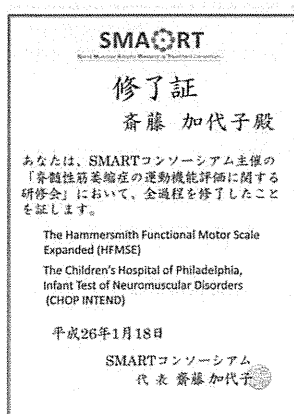 SMART
Spinal Muscular Atrophy Research of Treatment Consortium
修了証
斎藤 加代子殿
あなたは、SMARTコンソーシアム主催の
「脊髄性筋萎縮症の運動機能評価に関する
研修会」において、全過程を修了したこと
を証します。
The Hammersmith Functional Motor Scale
Expanded (HFMSE)
The Children's Hospital of Philadelphia,
Infant Test of Neuromuscular Disorders
(CHOP INTEND)
平成26年1月18日
SMARTコンソーシアム
代 表 齋藤 加代子